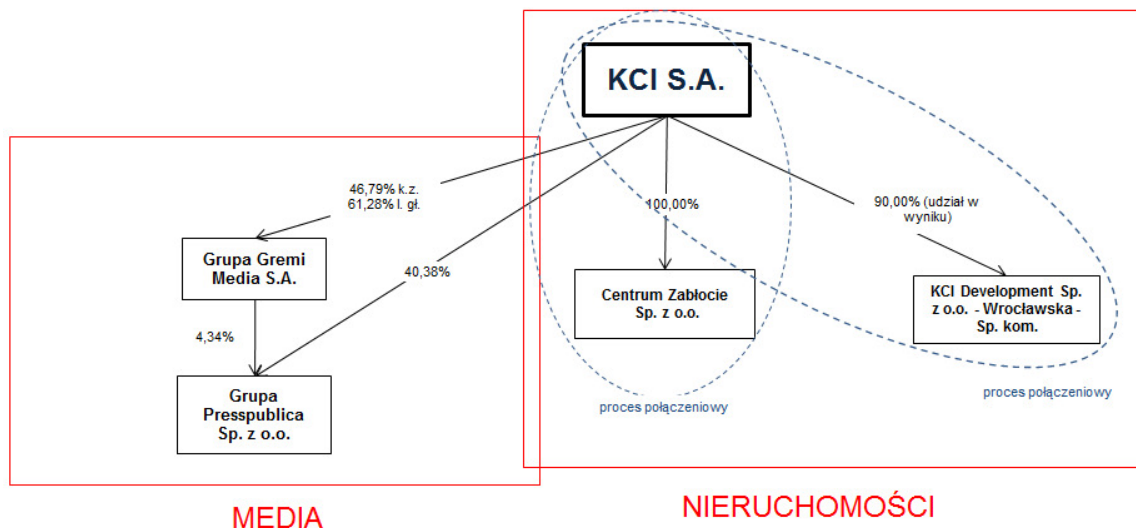 KCI S.A.
46,79% k.z.
61,28% l. gł.
100,00%
90,00% (udział w
wyniku)
Grupa Gremi
Media S.A.
40,38%
Centrum Zabłocie
Sp. z o.o.
KCI Development Sp.
z o.o. - Wrocławska -
Sp. kom.
4,34%
Grupa
Presspublica
Sp. z o.o.
proces połączeniowy
proces połączeniowy
MEDIA
NIERUCHOMOŚCI